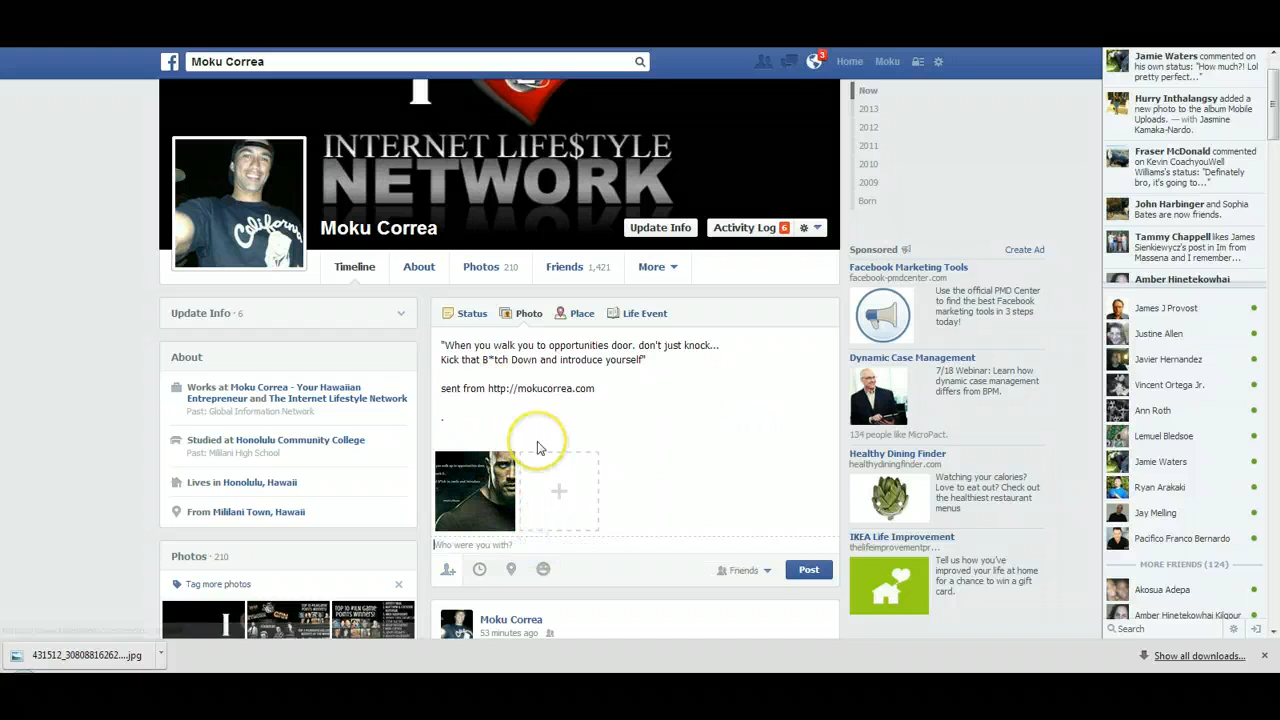 Moku Correa
3
Home
Moku
I
INTERNET LIFE$TYLE
NETWORK
Moku Correa
Update Info
Activity Log 6
Timeline
About
Photos 210
Friends 1,421
More
Now
2013
2012
2011
2010
2009
Born
Update Info · 6
About
Works at Moku Correa - Your Hawaiian
Entrepreneur and The Internet Lifestyle Network
Past: Global Information Network
Studied at Honolulu Community College
Past: Mililani High School
Lives in Honolulu, Hawaii
From Mililani Town, Hawaii
Photos · 210
Tag more photos
Status
Photo
Place
Life Event
"When you walk you to opportunities door. don't just knock...
Kick that B*tch Down and introduce yourself"
sent from http://mokucorrea.com
.
Who were you with?
Friends
Post
Moku Correa
53 minutes ago
Sponsored
Create Ad
Facebook Marketing Tools
facebook-pmdcenter.com
Use the official PMD Center
to find the best Facebook
marketing tools in 3 steps
today!
Dynamic Case Management
7/18 Webinar: Learn how
dynamic case management
differs from BPM.
134 people like MicroPact.
Healthy Dining Finder
healthydiningfinder.com
Watching your calories?
Love to eat out? Check out
the healthiest restaurant
menus
IKEA Life Improvement
thelifeimprovementpr...
Tell us how you've
improved your life at home
for a chance to win a gift
card.
Jamie Waters commented on
his own status: "How much?! Lol
pretty perfect..."
Hurry Inthalangsy added a
new photo to the album Mobile
Uploads. — with Jasmine
Kamaka-Nardo.
Fraser McDonald commented
on Kevin CoachyouWell
Williams's status: "Definately
bro, it's going to..."
John Harbinger and Sophia
Bates are now friends.
Tammy Chappell likes James
Sienkiewycz's post in Im from
Massena and I remember...
Amber Hinetekowhai
James J Provost
Justine Allen
Javier Hernandez
Vincent Ortega Jr.
Ann Roth
Lemuel Bledsoe
Jamie Waters
Ryan Arakaki
Jay Melling
Pacifico Franco Bernardo
MORE FRIENDS (124)
Akosua Adepa
Amber Hinetekowhai Kilgour
Search
431512_30808816262....jpg
Show all downloads...